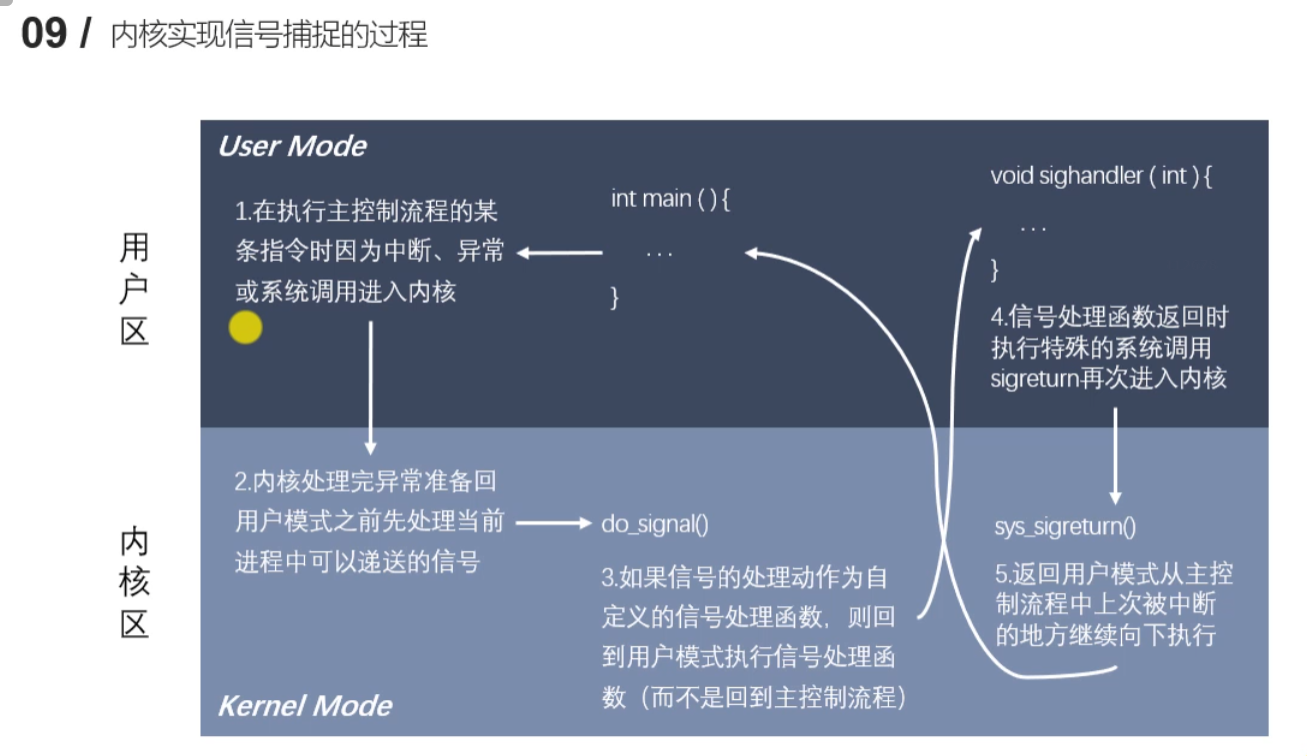 09 / 内核实现信号捕捉的过程
User Mode
用
户
区
1.在执行主控制流程的某
条指令时因为中断、异常
或系统调用进入内核
int main ( ) {
...
}
void sighandler ( int ) {
...
}
4.信号处理函数返回时
执行特殊的系统调用
sigreturn再次进入内核
内
核
区
2.内核处理完异常准备回
用户模式之前先处理当前
进程中可以递送的信号
do_signal()
3.如果信号的处理动作为自
定义的信号处理函数，则回
到用户模式执行信号处理函
数（而不是回到主控制流程）
sys_sigreturn()
5.返回用户模式从主控
制流程中上次被中断
的地方继续向下执行
Kernel Mode